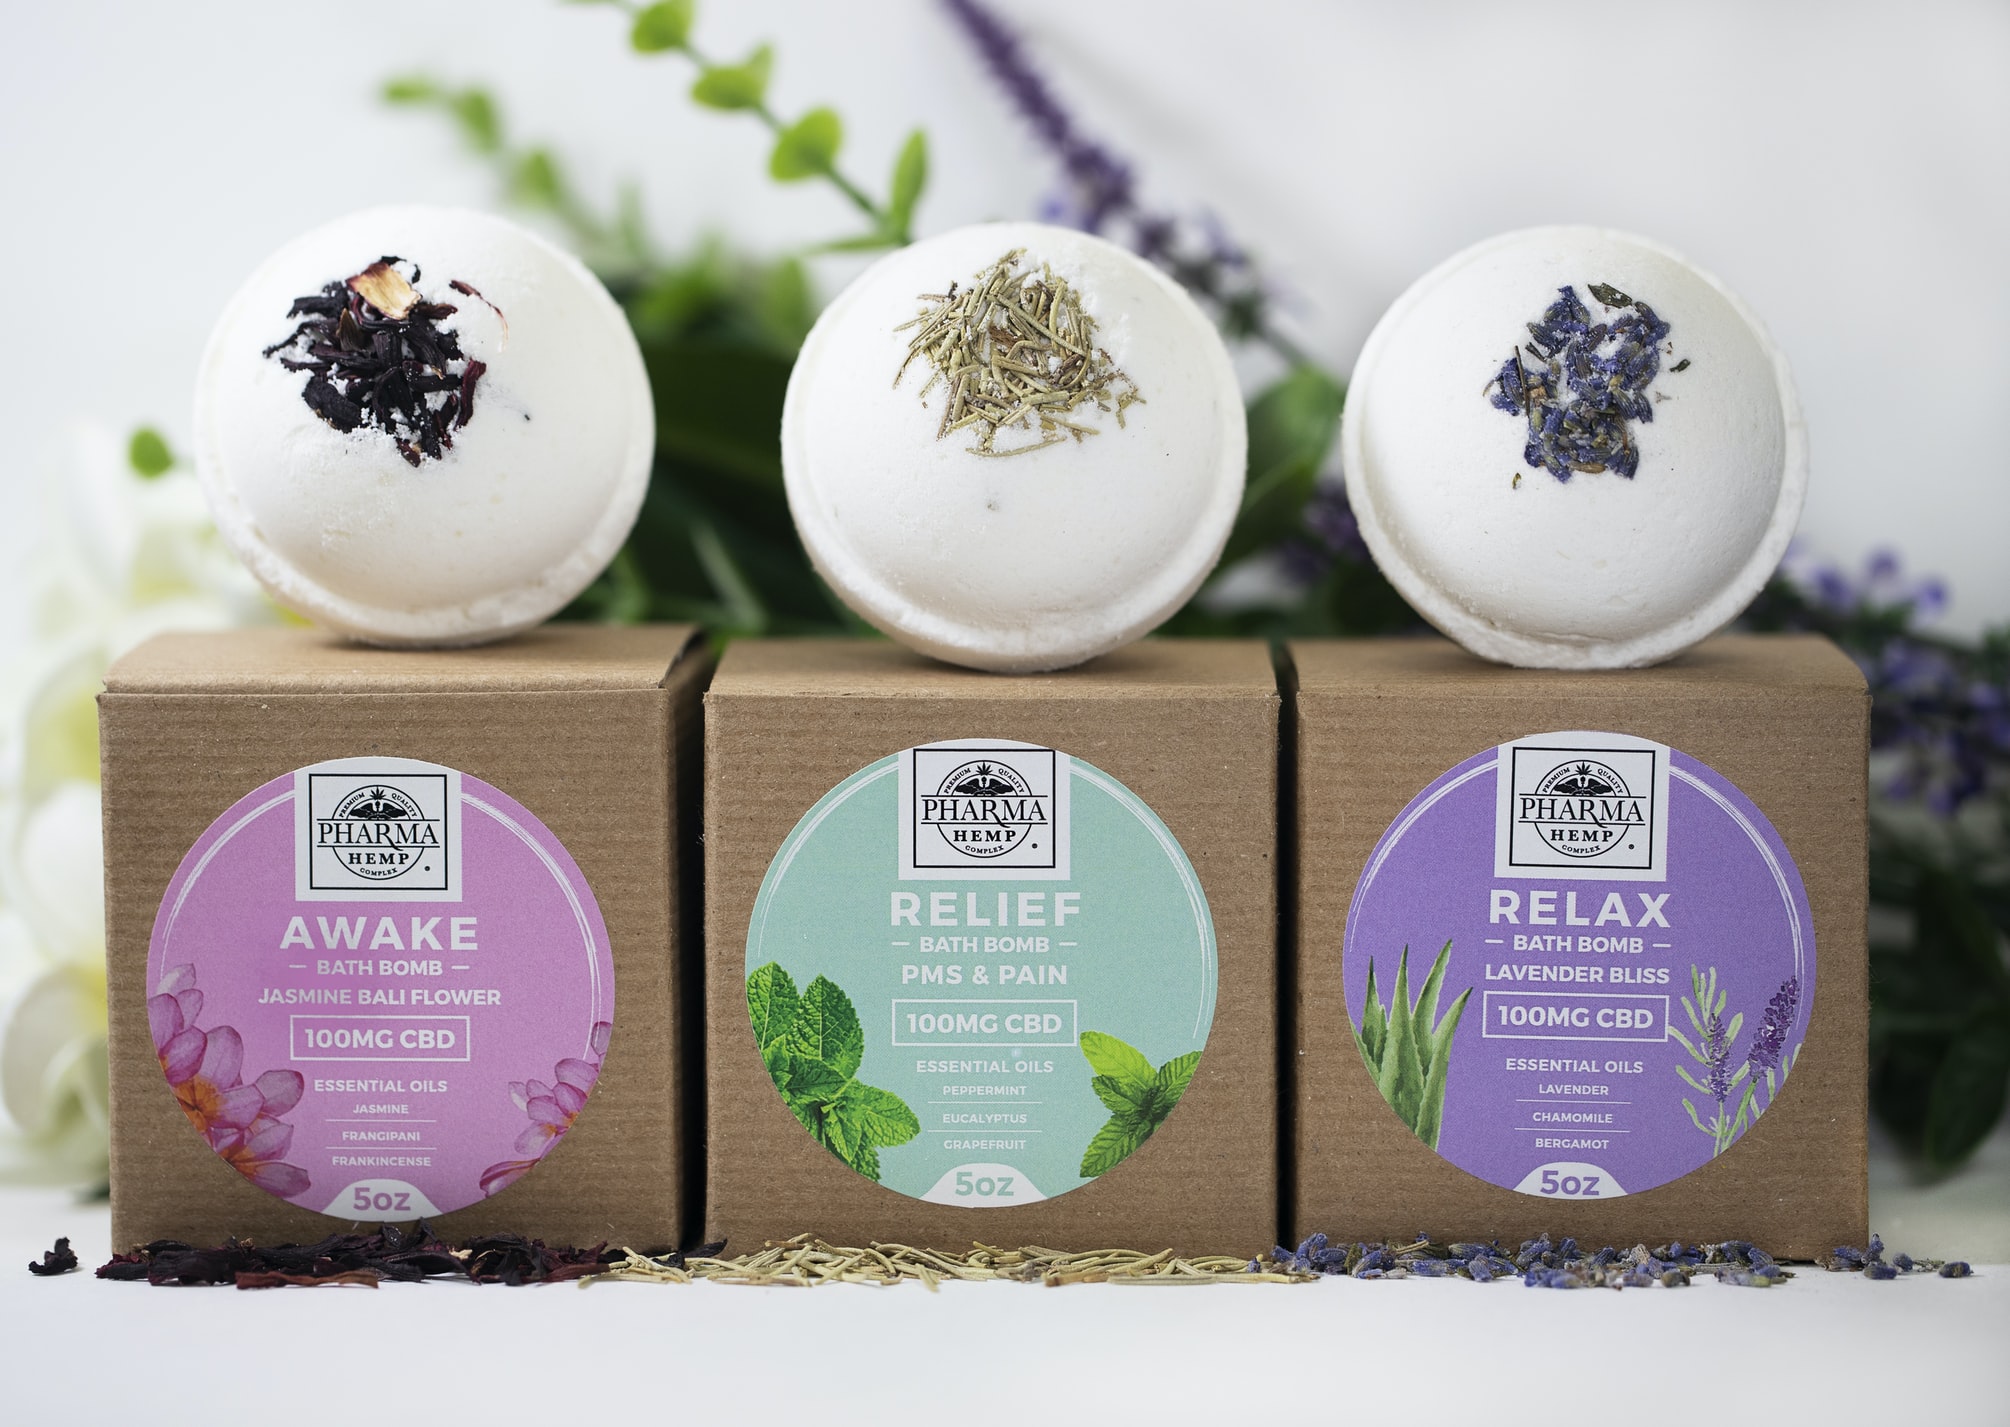 PREMIUM QUALITY
PHARMA
HEMP
COMPLEX
AWAKE
BATH BOMB
JASMINE BALI FLOWER
100MG CBD
ESSENTIAL OILS
JASMINE
FRANGIPANI
FRANKINCENSE
5oz
PREMIUM QUALITY
PHARMA
HEMP
COMPLEX
RELIEF
BATH BOMB
PMS & PAIN
100MG CBD
ESSENTIAL OILS
PEPPERMINT
EUCALYPTUS
GRAPEFRUIT
5oz
PREMIUM QUALITY
PHARMA
HEMP
COMPLEX
RELAX
BATH BOMB
LAVENDER BLISS
100MG CBD
ESSENTIAL OILS
LAVENDER
CHAMOMILE
BERGAMOT
5oz